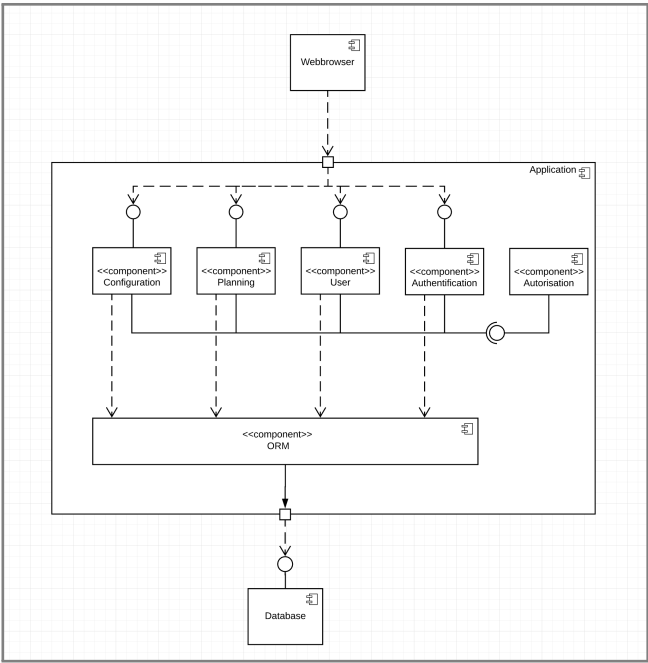 Webbrowser
Application
<<component>>
Configuration
<<component>>
Planning
<<component>>
User
<<component>>
Authentification
<<component>>
Autorisation
<<component>>
ORM
Database